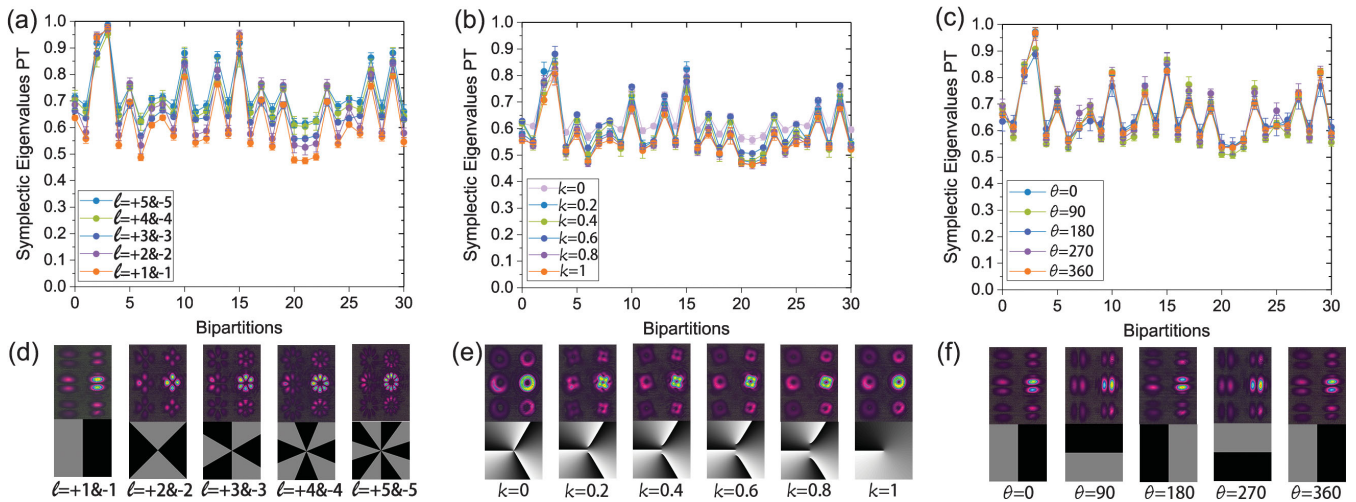 (a)
Symplectic Eigenvalues PT
1.0
0.9
0.8
0.7
0.6
0.5
0.4
0.3
0.2
0.1
0.0
ℓ=+5&-5
ℓ=+4&-4
ℓ=+3&-3
ℓ=+2&-2
ℓ=+1&-1
0 5 10 15 20 25 30
Bipartitions
(b)
Symplectic Eigenvalues PT
1.0
0.9
0.8
0.7
0.6
0.5
0.4
0.3
0.2
0.1
0.0
k=0
k=0.2
k=0.4
k=0.6
k=0.8
k=1
0 5 10 15 20 25 30
Bipartitions
(c)
Symplectic Eigenvalues PT
1.0
0.9
0.8
0.7
0.6
0.5
0.4
0.3
0.2
0.1
0.0
θ=0
θ=90
θ=180
θ=270
θ=360
0 5 10 15 20 25 30
Bipartitions
(d)
ℓ=+1&-1 ℓ=+2&-2 ℓ=+3&-3 ℓ=+4&-4 ℓ=+5&-5
(e)
k=0 k=0.2 k=0.4 k=0.6 k=0.8 k=1
(f)
θ=0 θ=90 θ=180 θ=270 θ=360